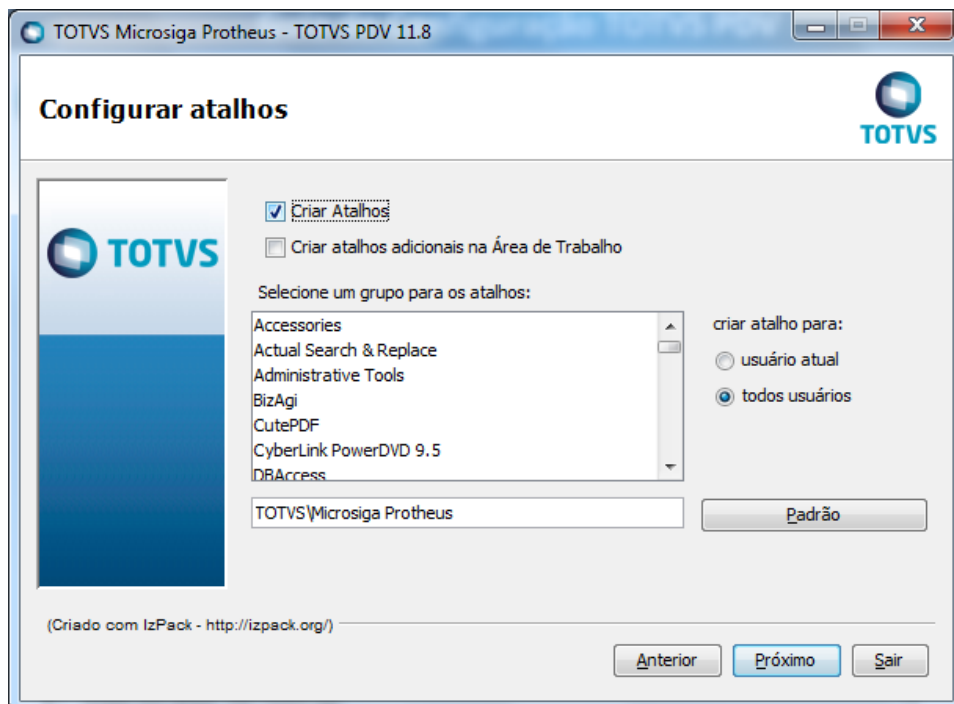 TOTVS Microsiga Protheus - TOTVS PDV 11.8
Configurar atalhos
TOTVS
TOTVS
Criar Atalhos
Criar atalhos adicionais na Área de Trabalho
Selecione um grupo para os atalhos:
Accessories
Actual Search & Replace
Administrative Tools
BizAgi
CutePDF
CyberLink PowerDVD 9.5
DBAccess
criar atalho para:
usuário atual
todos usuários
TOTVS\Microsiga Protheus
Padrão
(Criado com IzPack - http://izpack.org/)
Anterior
Próximo
Sair